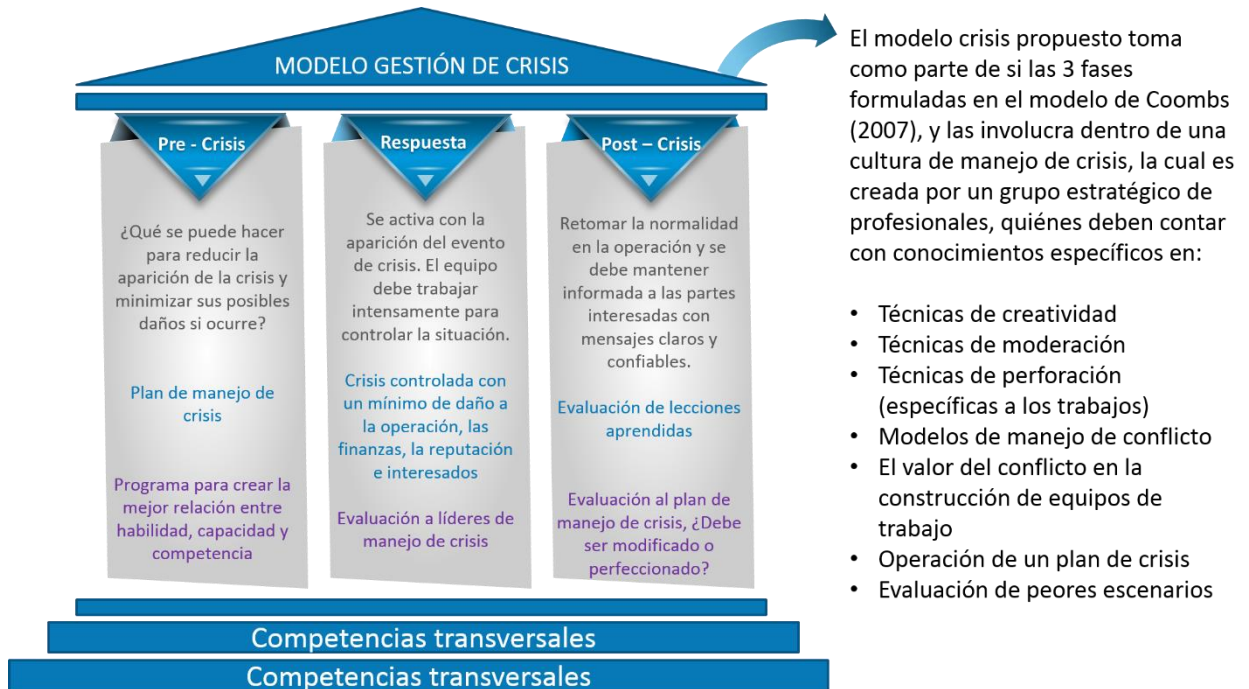 MODELO GESTIÓN DE CRISIS
Pre - Crisis
¿Qué se puede hacer
para reducir la
aparición de la crisis y
minimizar sus posibles
daños si ocurre?
Plan de manejo de
crisis
Programa para crear la
mejor relación entre
habilidad, capacidad y
competencia
Respuesta
Se activa con la
aparición del evento
de crisis. El equipo
debe trabajar
intensamente para
controlar la situación.
Crisis controlada con
un mínimo de daño a
la operación, las
finanzas, la reputación
e interesados
Evaluación a líderes de
manejo de crisis
Post – Crisis
Retomar la normalidad
en la operación y se
debe mantener
informada a las partes
interesadas con
mensajes claros y
confiables.
Evaluación de lecciones
aprendidas
Evaluación al plan de
manejo de crisis, ¿Debe
ser modificado o
perfeccionado?
Competencias transversales
Competencias transversales
El modelo crisis propuesto toma
como parte de si las 3 fases
formuladas en el modelo de Coombs
(2007), y las involucra dentro de una
cultura de manejo de crisis, la cual es
creada por un grupo estratégico de
profesionales, quiénes deben contar
con conocimientos específicos en:
• Técnicas de creatividad
• Técnicas de moderación
• Técnicas de perforación
(específicas a los trabajos)
• Modelos de manejo de conflicto
• El valor del conflicto en la
construcción de equipos de
trabajo
• Operación de un plan de crisis
• Evaluación de peores escenarios